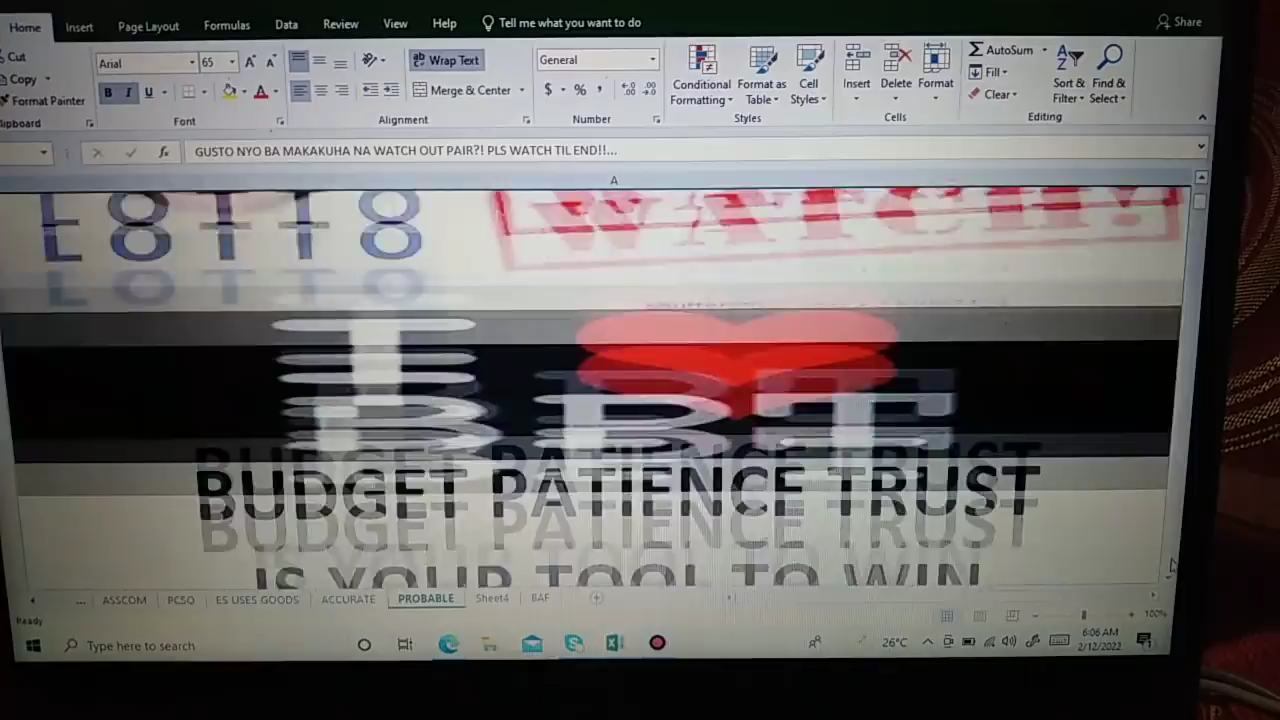 Home Insert Page Layout Formulas Data Review View Help Tell me what you want to do Share
Cut
Copy
Format Painter
Arial 65 A A
B I U A
Font
Wrap Text
Merge & Center
Alignment
General
$ % ,
Number
Conditional Formatting
Format as Table
Cell Styles
Styles
Insert Delete Format
Cells
AutoSum
Fill
Clear
Sort & Filter
Find & Select
Editing
fx GUSTO NYO BA MAKAKUHA NA WATCH OUT PAIR?! PLS WATCH TIL END!!...
A
WATCH!
I
BPT
BUDGET PATIENCE TRUST
IS YOUR TOOL TO WIN
... ASSCOM PCSO ES USES GOODS ACCURATE PROBABLE Sheet4 BAF
Ready 100%
Type here to search 26°C 6:06 AM
2/12/2022